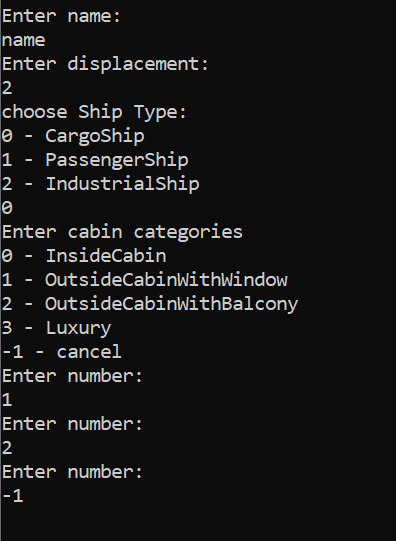 Enter name:
name
Enter displacement:
2
choose Ship Type:
0 - CargoShip
1 - PassengerShip
2 - IndustrialShip
0
Enter cabin categories
0 - InsideCabin
1 - OutsideCabinWithWindow
2 - OutsideCabinWithBalcony
3 - Luxury
-1 - cancel
Enter number:
1
Enter number:
2
Enter number:
-1